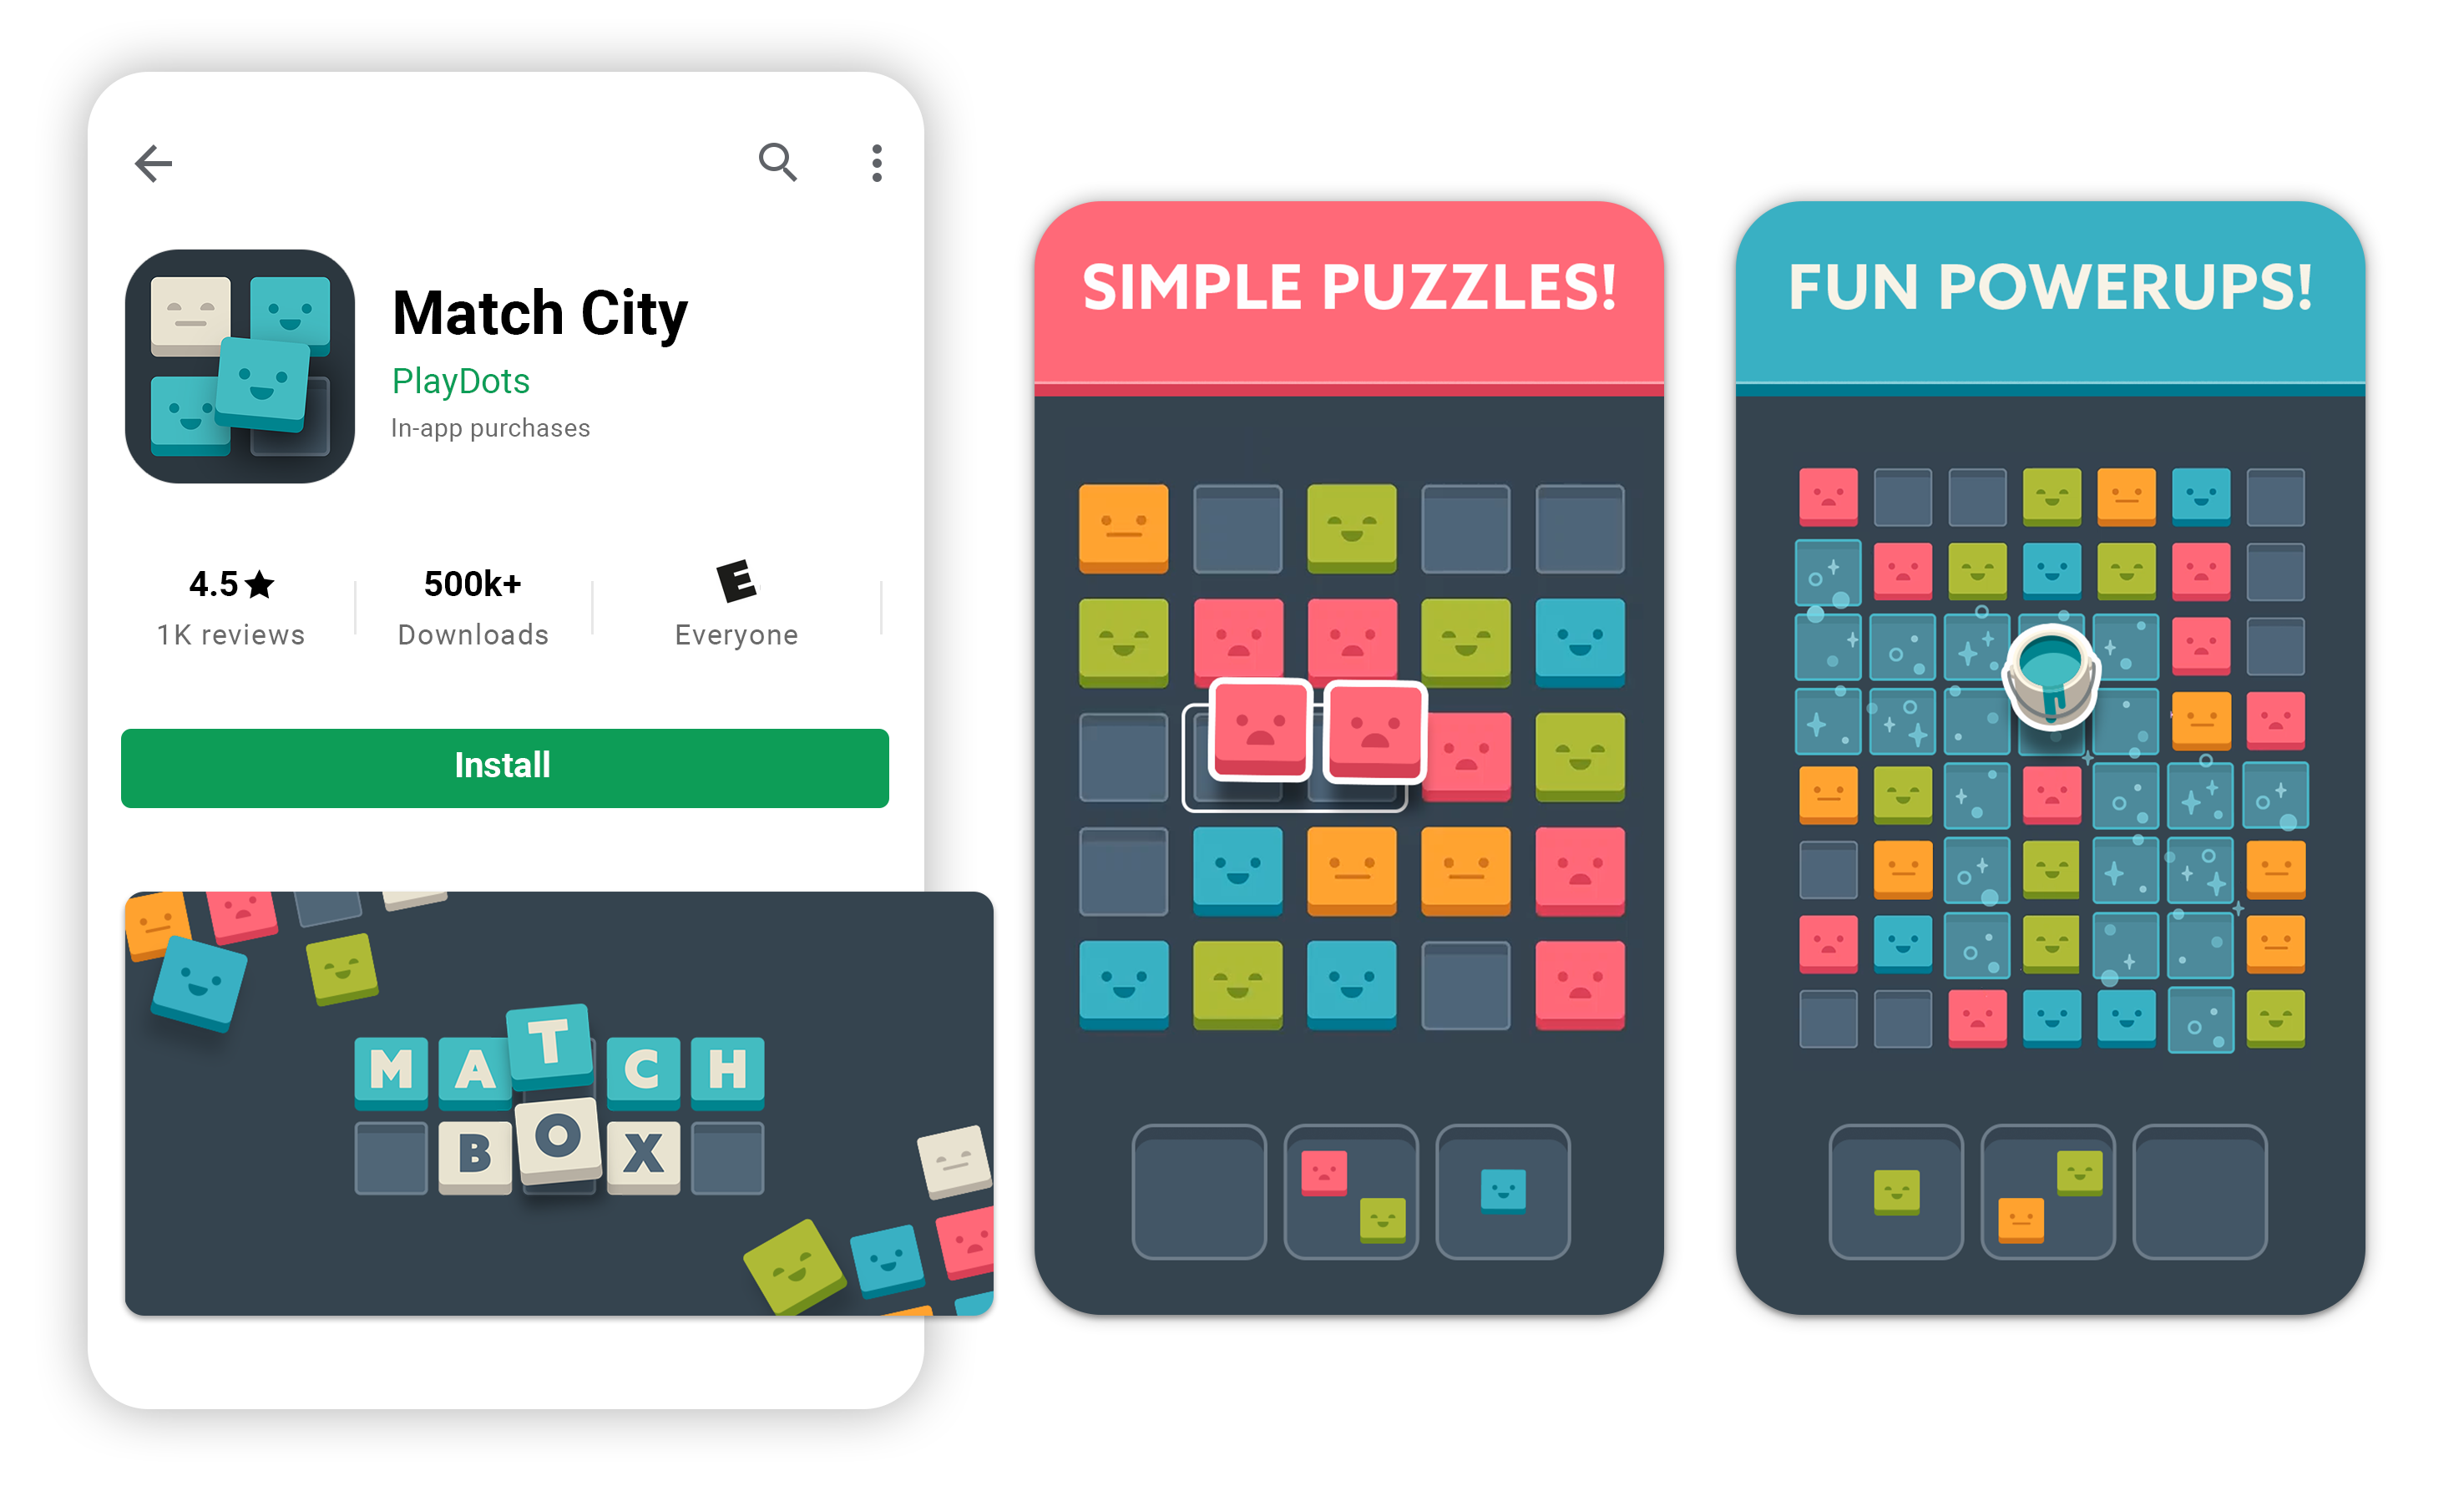 Match City
PlayDots
In-app purchases
4.5★
1K reviews
500k+
Downloads
E
Everyone
Install
MATCH
BOX
SIMPLE PUZZLES!
FUN POWERUPS!